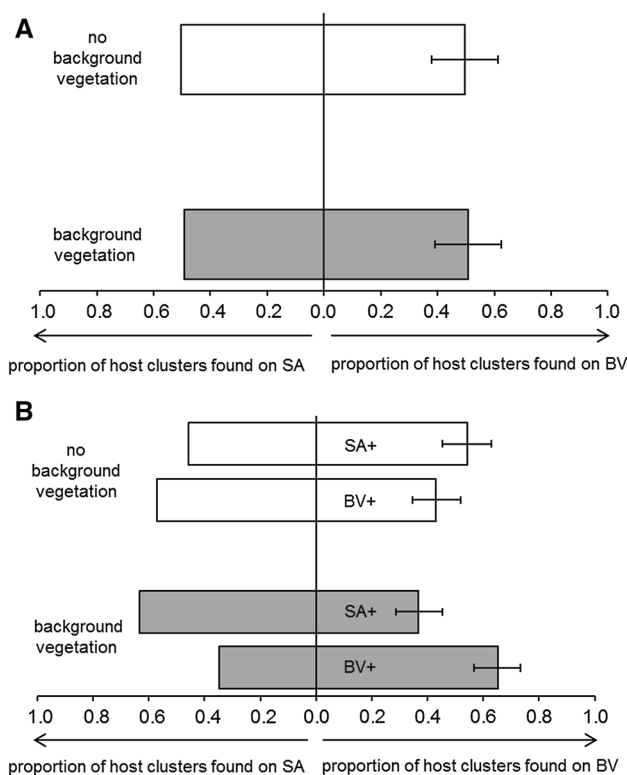 A
no
background
vegetation
background
vegetation
1.0 0.8 0.6 0.4 0.2 0.0 0.2 0.4 0.6 0.8 1.0
proportion of host clusters found on SA proportion of host clusters found on BV
B
no
background
vegetation
SA+
BV+
background
vegetation
SA+
BV+
1.0 0.8 0.6 0.4 0.2 0.0 0.2 0.4 0.6 0.8 1.0
proportion of host clusters found on SA proportion of host clusters found on BV